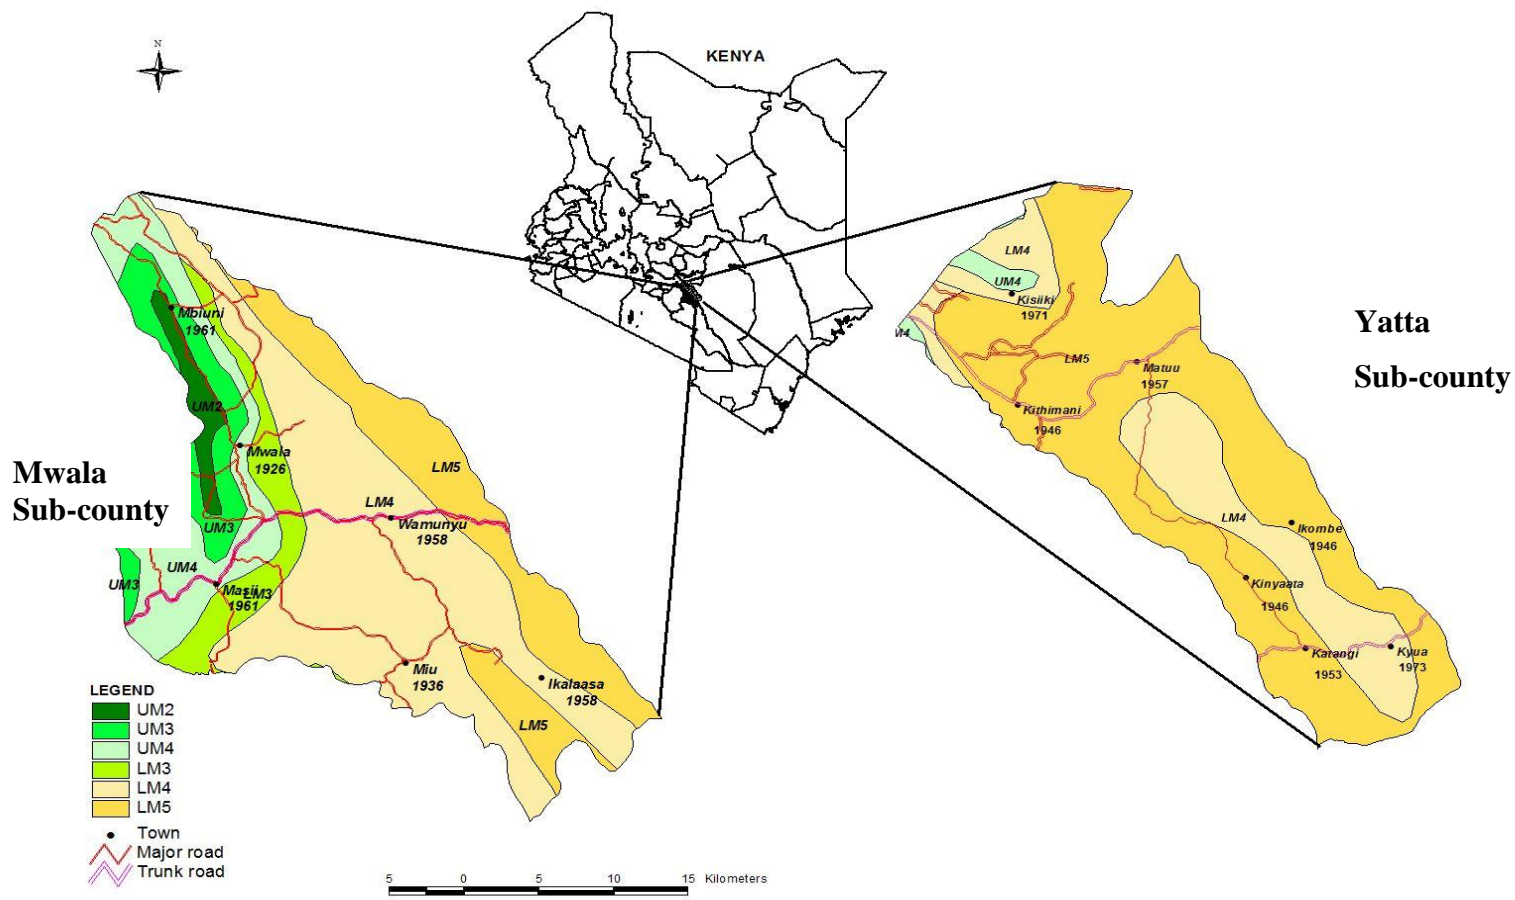 N
KENYA
Mwala
Sub-county
Mbiuni
1961
UM2
Mwala
1926
LM5
LM4
Wamunyu
1958
UM3
UM4
UM3
Masii
1961
LM3
Miu
1936
Ikalaasa
1958
LM5
Yatta
Sub-county
LM4
UM4
Kisiiki
1971
LM5
Matuu
1957
Kithimani
1946
LM4
Ikombe
1946
Kinyaata
1946
Katangi
1953
Kyua
1973
LEGEND
UM2
UM3
UM4
LM3
LM4
LM5
Town
Major road
Trunk road
5 0 5 10 15 Kilometers